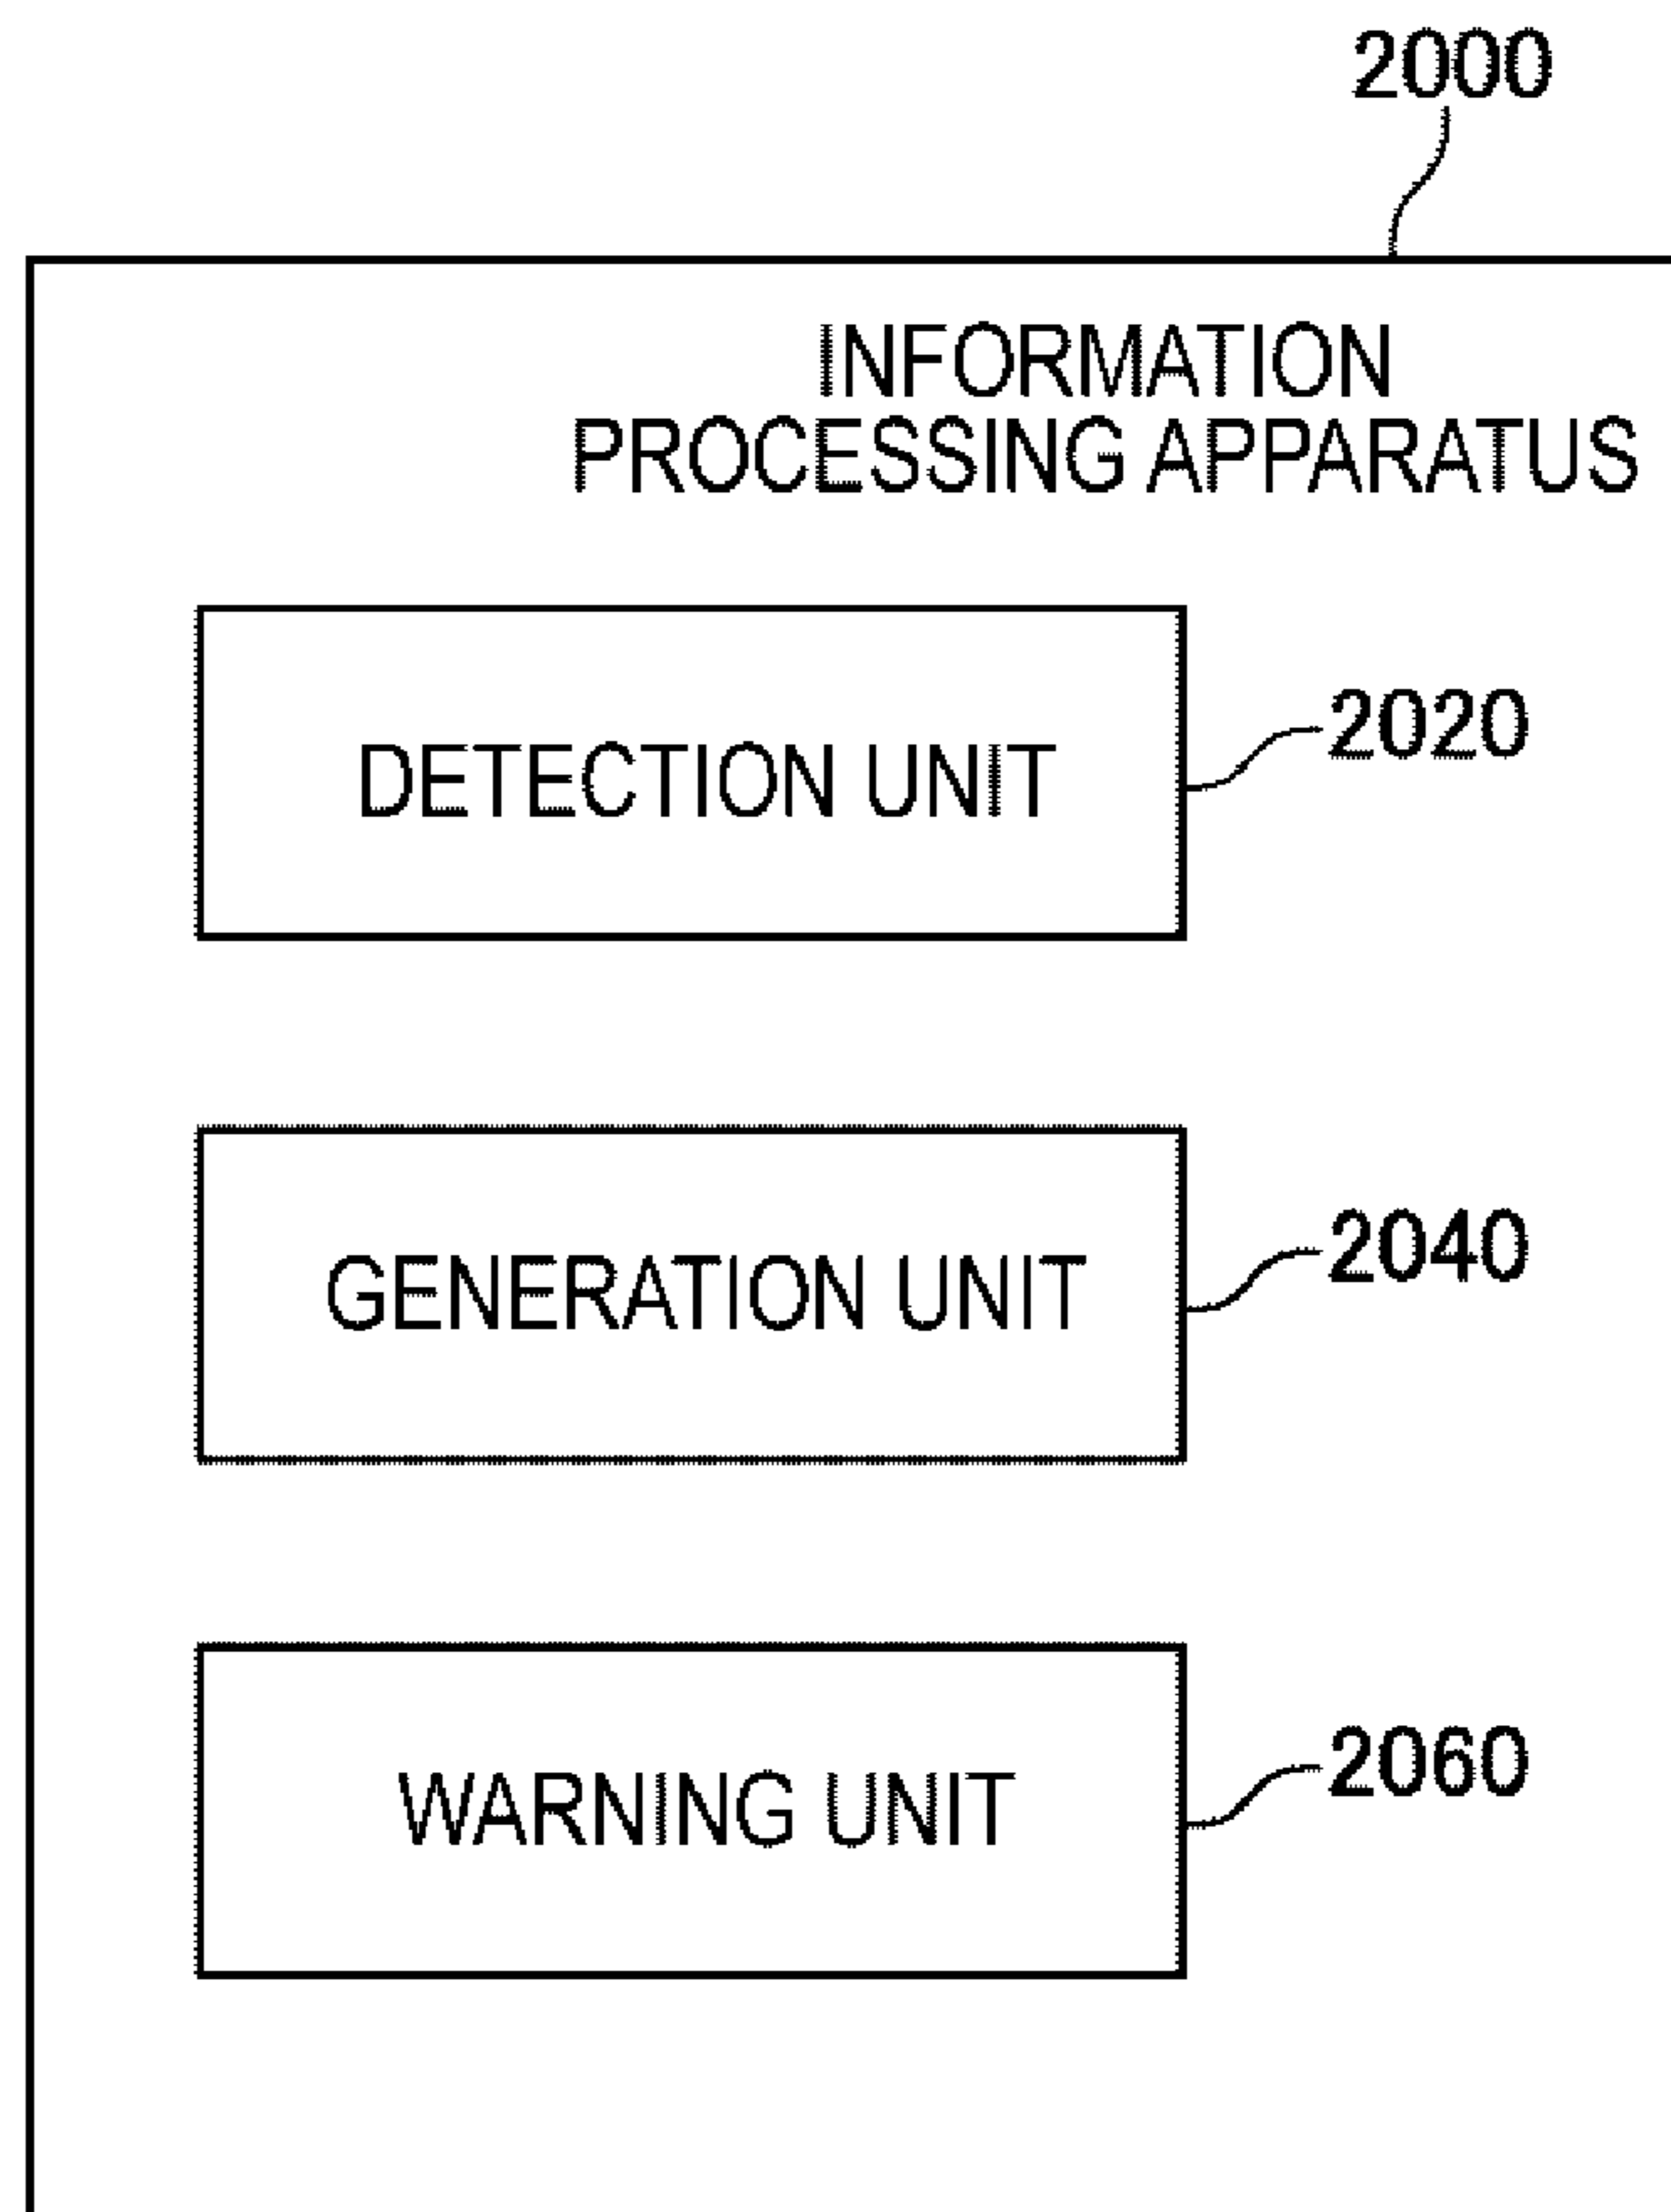 2000
INFORMATION
PROCESSING APPARATUS
DETECTION UNIT
2020
GENERATION UNIT
2040
WARNING UNIT
2060